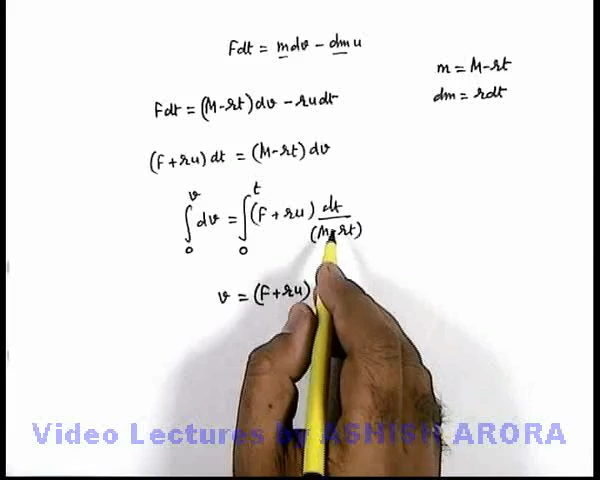 Fdt = mdv - dm u
m = M-rt
dm = rdt
Fdt = (M-rt)dv - rudt
(F+ru)dt = (M-rt)dv
∫₀ᵛ dv = ∫₀ᵗ (F+ru) dt/(M-rt)
v = (F+ru)
Video Lectures by ASHISH ARORA